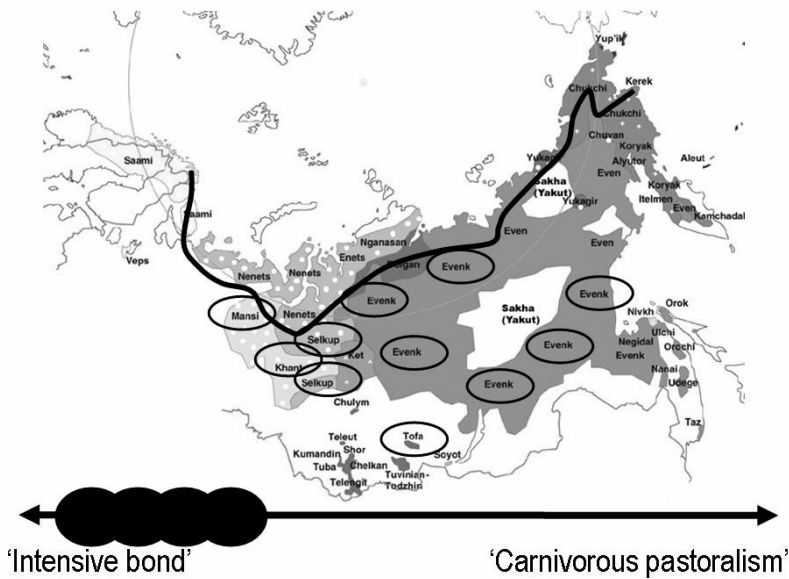 Yup'ik
Kerek
Chukchi
Chukchi
Chuvan
Koryak
Yukagir
Alyutor
Aleut
Saami
Sakha
(Yakut)
Even
Koryak
Itelmen
Yukagir
Even
Kamchadal
Saami
Even
Nganasan
Even
Veps
Enets
Dolgan
Evenk
Nenets
Nenets
Evenk
Evenk
Sakha
(Yakut)
Orok
Mansi
Nenets
Nivkh
Ulchi
Selkup
Evenk
Evenk
Negidal
Orochi
Ket
Evenk
Khant
Nanai
Selkup
Evenk
Udege
Chulym
Taz
Teleut
Tofa
Shor
Kumandin
Soyot
Tuba
Chelkan
Tuvinian-
Todzhin
Telengit
'Intensive bond'
'Carnivorous pastoralism'